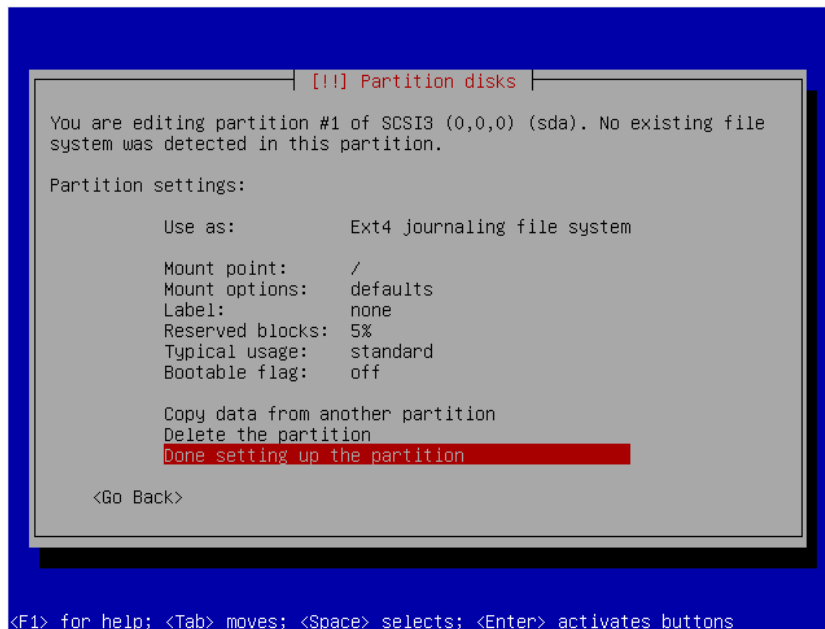 [!!] Partition disks
You are editing partition #1 of SCSI3 (0,0,0) (sda). No existing file
system was detected in this partition.
Partition settings:
Use as: Ext4 journaling file system
Mount point: /
Mount options: defaults
Label: none
Reserved blocks: 5%
Typical usage: standard
Bootable flag: off
Copy data from another partition
Delete the partition
Done setting up the partition
<Go Back>
<F1> for help; <Tab> moves; <Space> selects; <Enter> activates buttons